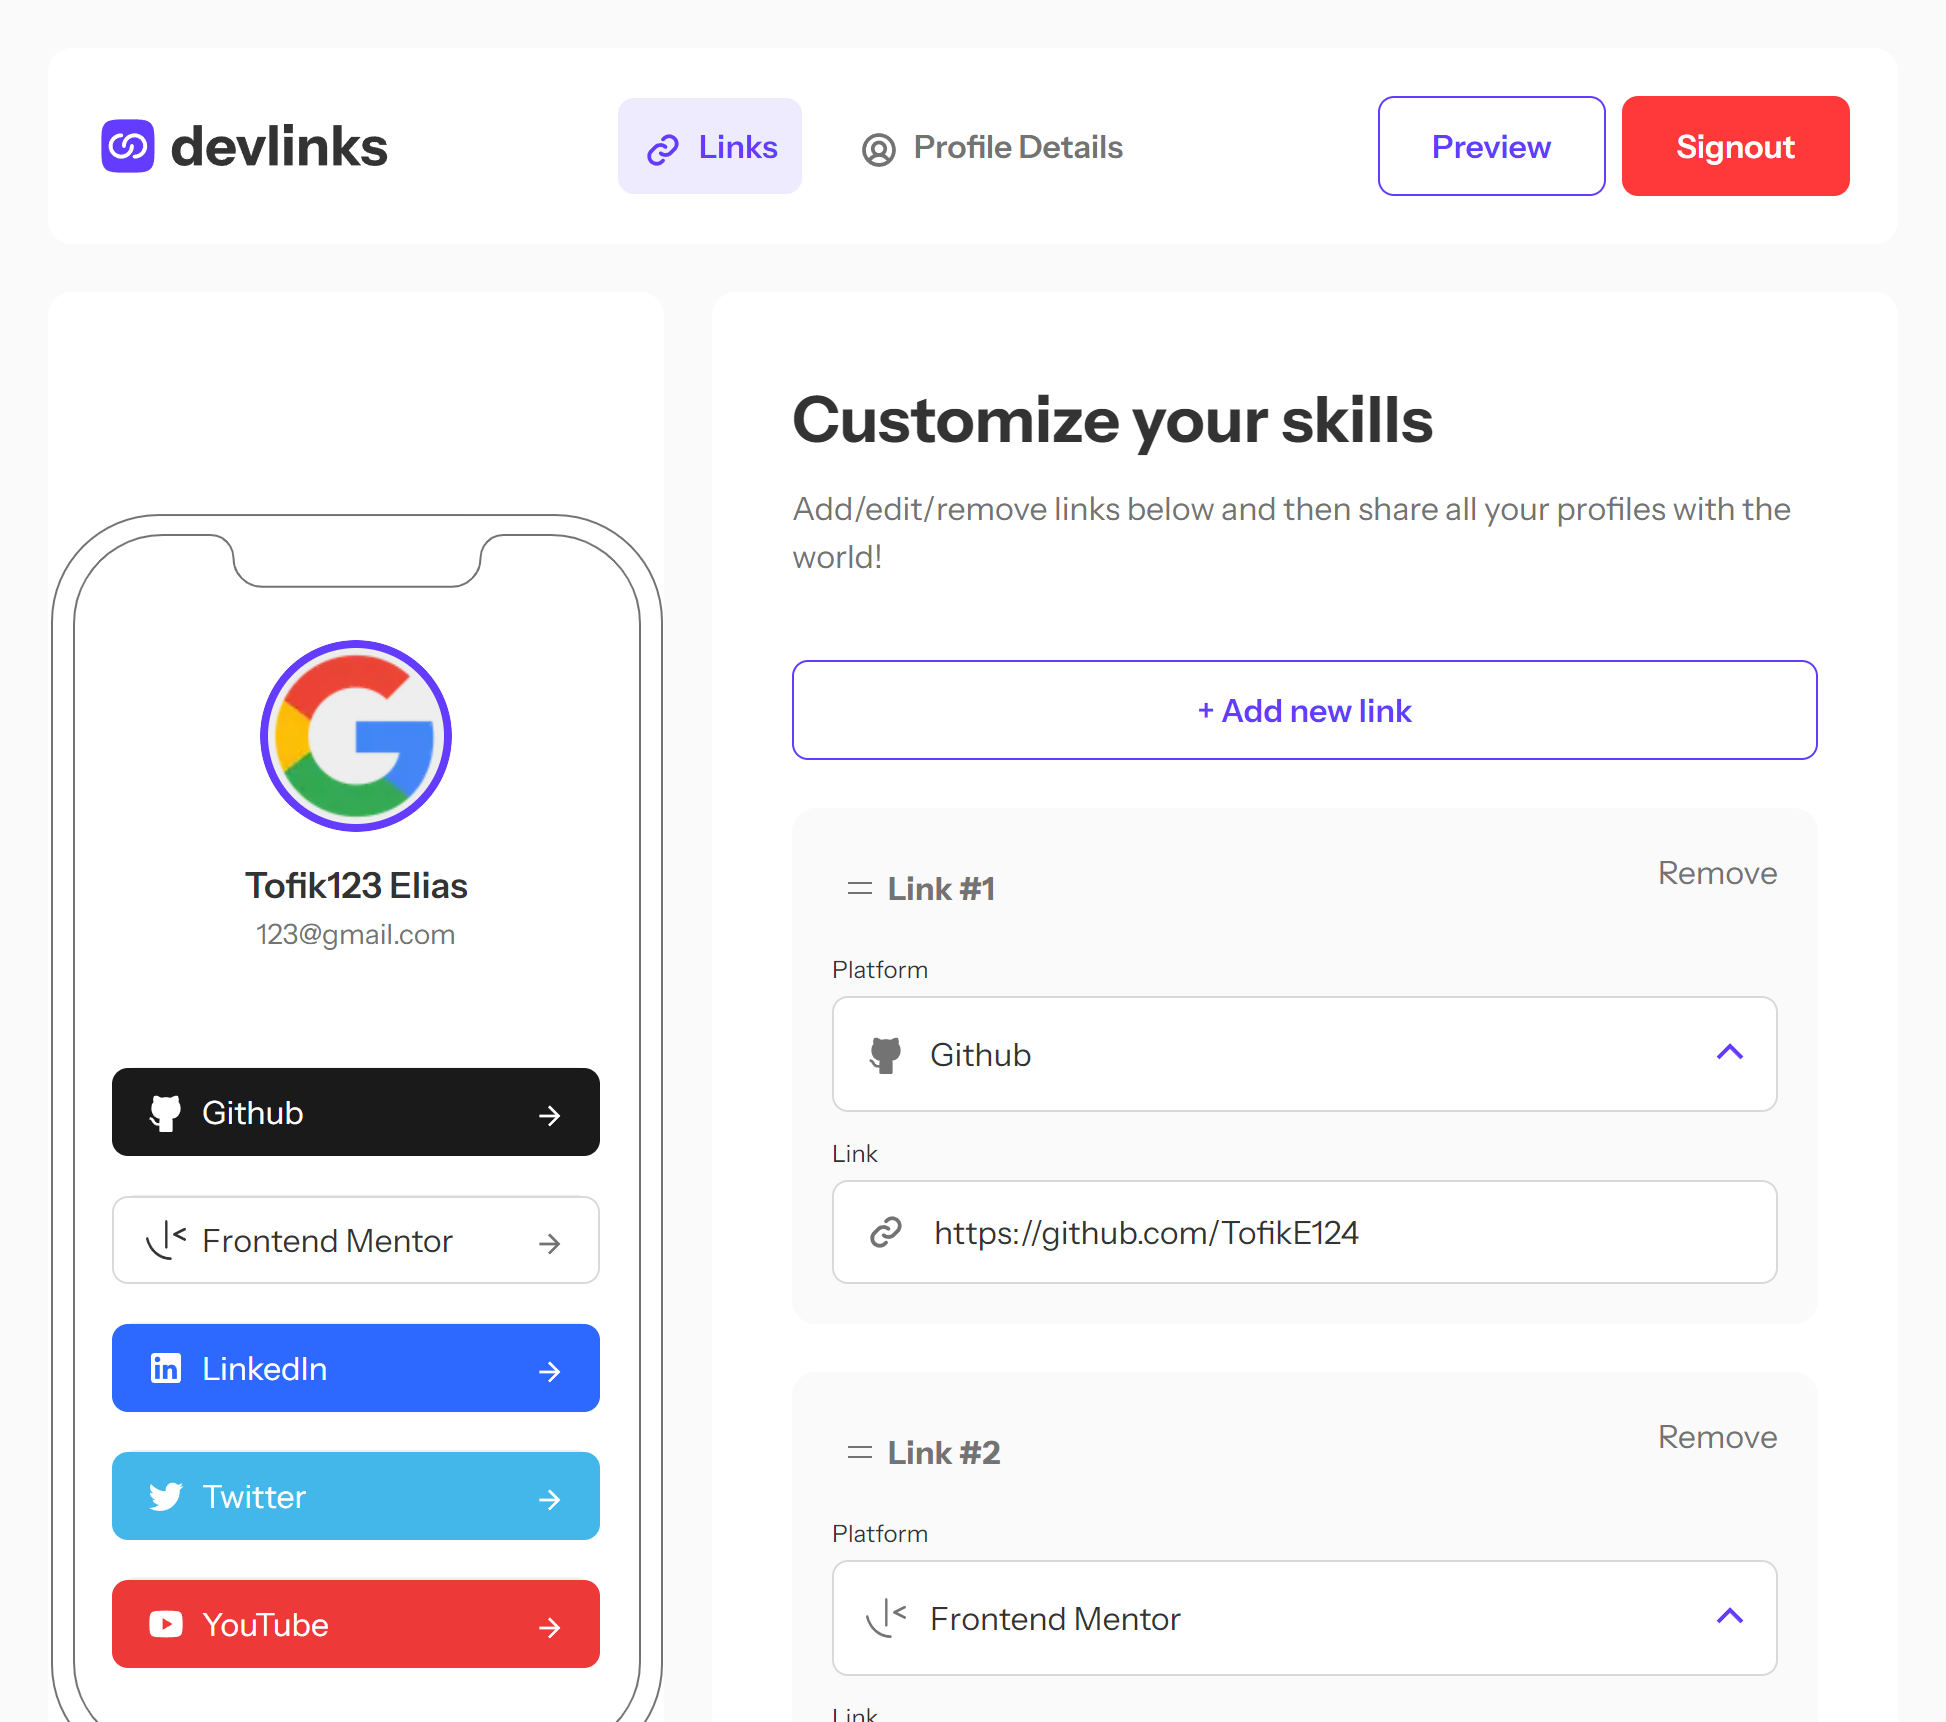 devlinks
Links
Profile Details
Preview
Signout
Tofik123 Elias
123@gmail.com
Github
Frontend Mentor
LinkedIn
Twitter
YouTube
Customize your skills
Add/edit/remove links below and then share all your profiles with the
world!
+ Add new link
Link #1
Remove
Platform
Github
Link
https://github.com/TofikE124
Link #2
Remove
Platform
Frontend Mentor
Link